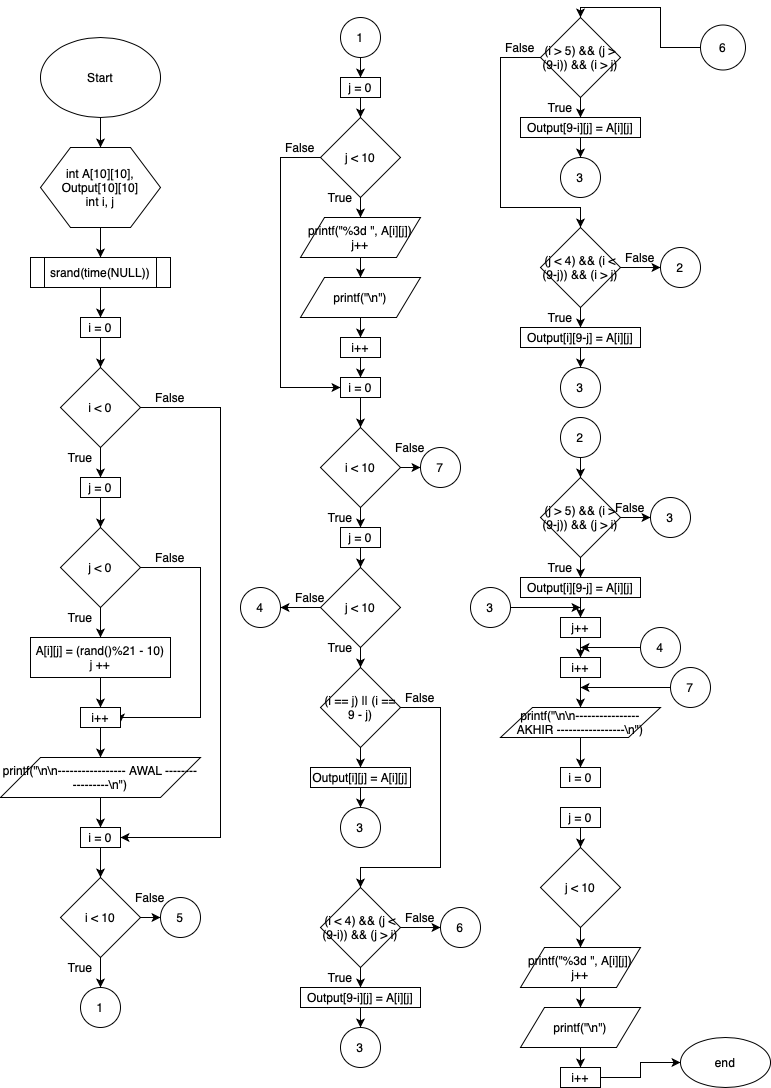 Start
int A[10][10],
Output[10][10]
int i, j
srand(time(NULL))
i = 0
i < 0
False
True
j = 0
j < 0
False
True
A[i][j] = (rand()%21 - 10)
j ++
i++
printf("\n\n----------------- AWAL --------
---------\n")
i = 0
i < 10
False
5
True
1
1
j = 0
False
j < 10
True
printf("%3d ", A[i][j])
j++
printf("\n")
i++
i = 0
i < 10
False
7
True
j = 0
4
False
j < 10
True
(i == j) || (i ==
9 - j)
False
Output[i][j] = A[i][j]
3
(i < 4) && (j <
(9-i)) && (j > i)
False
6
True
Output[9-i][j] = A[i][j]
3
6
False
(i > 5) && (j >
(9-i)) && (i > j)
True
Output[9-i][j] = A[i][j]
3
(j < 4) && (i <
(9-j)) && (i > j)
False
2
True
Output[i][9-j] = A[i][j]
3
2
(j > 5) && (i >
(9-j)) && (j > i)
False
3
True
Output[i][9-j] = A[i][j]
3
j++
4
i++
7
printf("\n\n-----------------
AKHIR -----------------\n")
i = 0
j = 0
j < 10
printf("%3d ", A[i][j])
j++
printf("\n")
i++
end